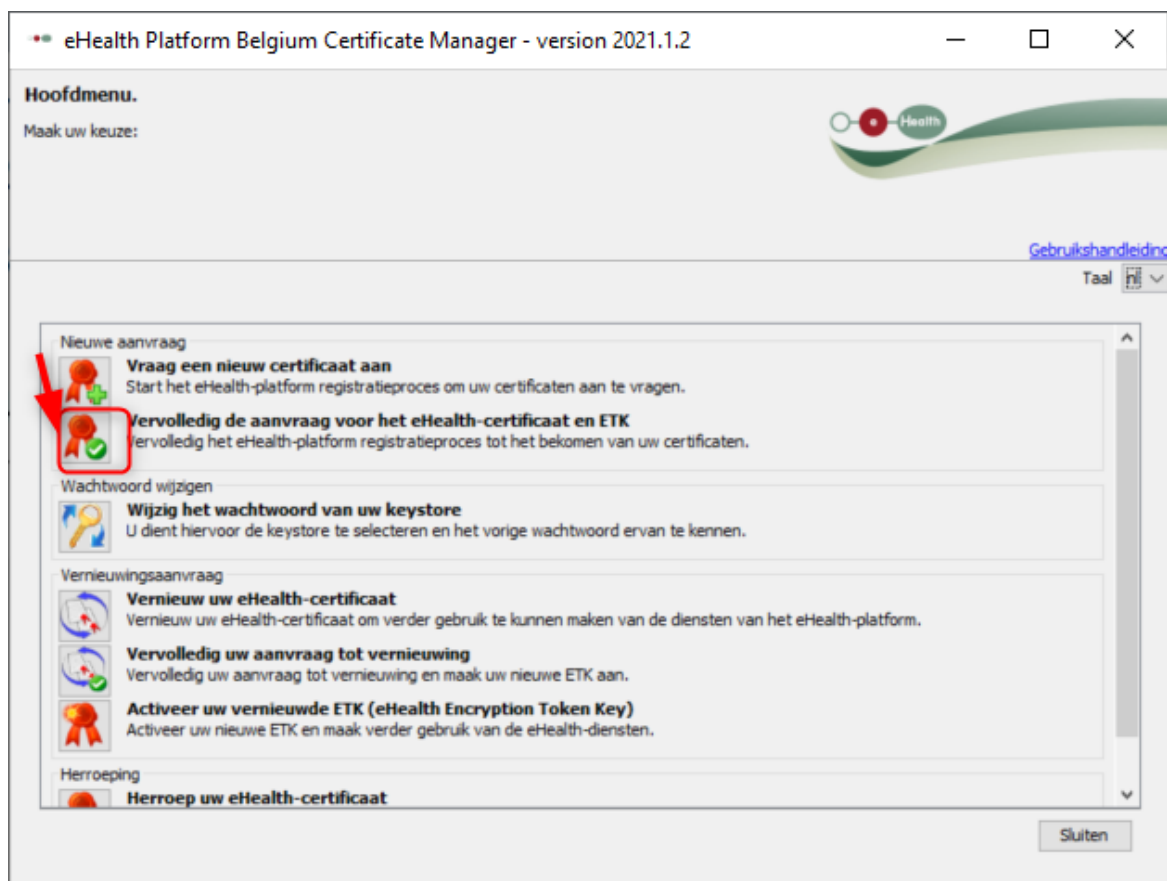 eHealth Platform Belgium Certificate Manager - version 2021.1.2
Hoofdmenu.
Maak uw keuze:
e Health
Gebruikshandleiding
Taal nl
Nieuwe aanvraag
Vraag een nieuw certificaat aan
Start het eHealth-platform registratieproces om uw certificaten aan te vragen.
Vervolledig de aanvraag voor het eHealth-certificaat en ETK
Vervolledig het eHealth-platform registratieproces tot het bekomen van uw certificaten.
Wachtwoord wijzigen
Wijzig het wachtwoord van uw keystore
U dient hiervoor de keystore te selecteren en het vorige wachtwoord ervan te kennen.
Vernieuwingsaanvraag
Vernieuw uw eHealth-certificaat
Vernieuw uw eHealth-certificaat om verder gebruik te kunnen maken van de diensten van het eHealth-platform.
Vervolledig uw aanvraag tot vernieuwing
Vervolledig uw aanvraag tot vernieuwing en maak uw nieuwe ETK aan.
Activeer uw vernieuwde ETK (eHealth Encryption Token Key)
Activeer uw nieuwe ETK en maak verder gebruik van de eHealth-diensten.
Herroeping
Herroep uw eHealth-certificaat
Sluiten